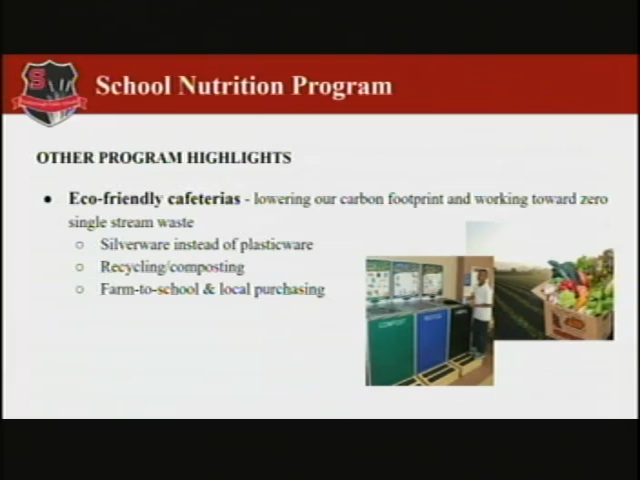 S
School Nutrition Program
OTHER PROGRAM HIGHLIGHTS
● Eco-friendly cafeterias - lowering our carbon footprint and working toward zero
single stream waste
○ Silverware instead of plasticware
○ Recycling/composting
○ Farm-to-school & local purchasing
COMPOST